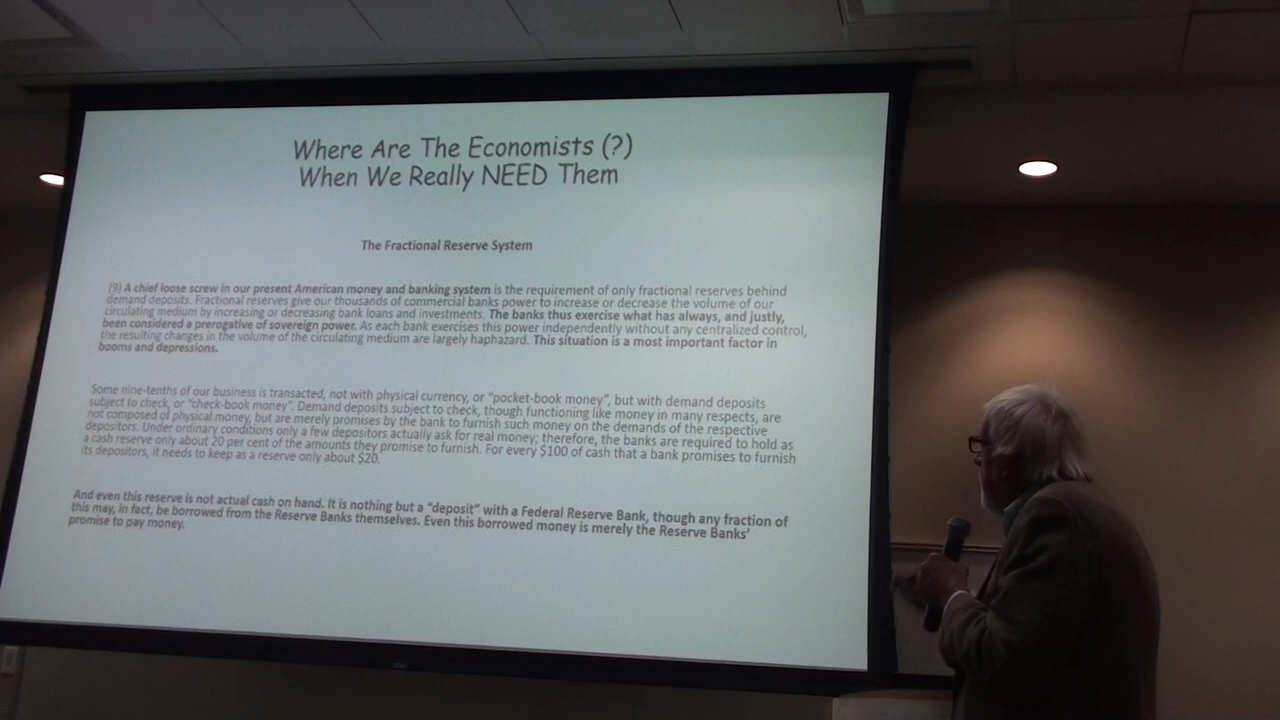 Where Are The Economists (?)
When We Really NEED Them
The Fractional Reserve System
(9) A chief loose screw in our present American money and banking system is the requirement of only fractional reserves behind
demand deposits. Fractional reserves give our thousands of commercial banks power to increase or decrease the volume of our
circulating medium by increasing or decreasing bank loans and investments. The banks thus exercise what has always, and justly,
been considered a prerogative of sovereign power. As each bank exercises this power independently without any centralized control,
the resulting changes in the volume of the circulating medium are largely haphazard. This situation is a most important factor in
booms and depressions.
Some nine-tenths of our business is transacted, not with physical currency, or “pocket-book money”, but with demand deposits
subject to check, or “check-book money”. Demand deposits subject to check, though functioning like money in many respects, are
not composed of physical money, but are merely promises by the bank to furnish such money on the demands of the respective
depositors. Under ordinary conditions only a few depositors actually ask for real money; therefore, the banks are required to hold as
a cash reserve only about 20 per cent of the amounts they promise to furnish. For every $100 of cash that a bank promises to furnish
its depositors, it needs to keep as a reserve only about $20.
And even this reserve is not actual cash on hand. It is nothing but a “deposit” with a Federal Reserve Bank, though any fraction of
this may, in fact, be borrowed from the Reserve Banks themselves. Even this borrowed money is merely the Reserve Banks’
promise to pay money.